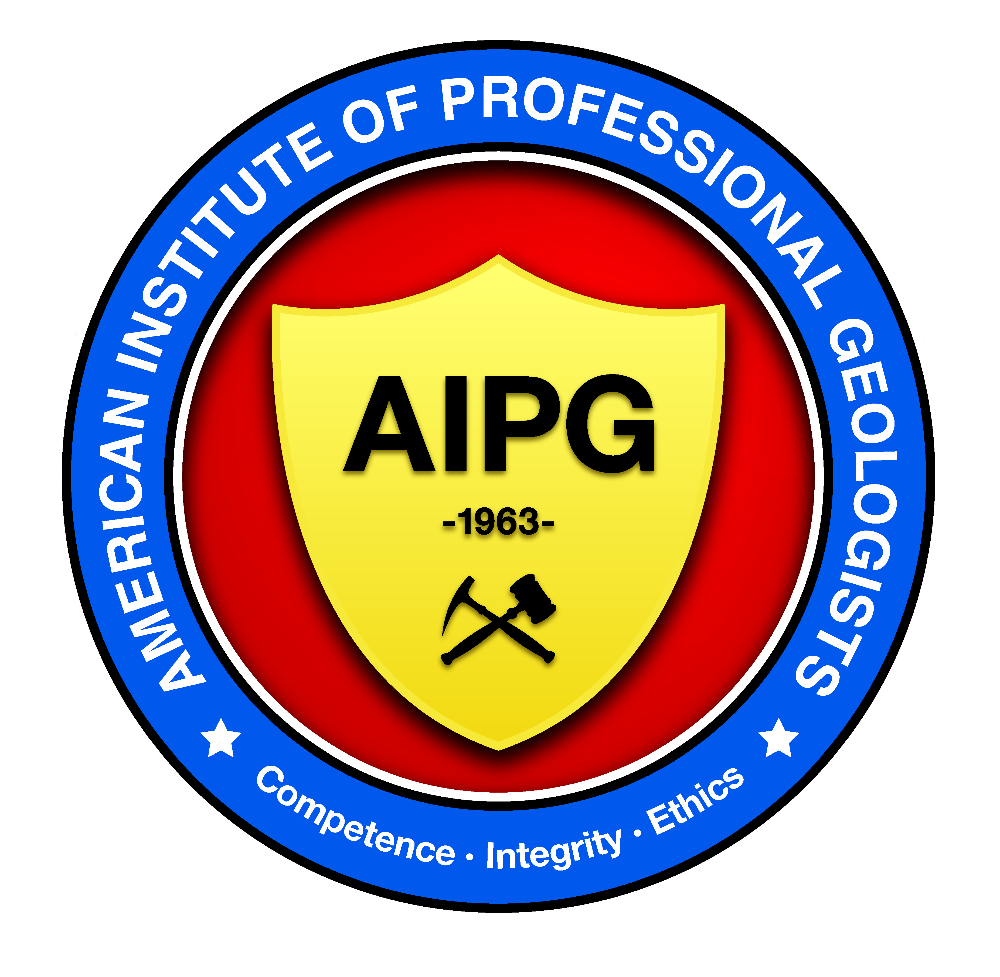 AMERICAN INSTITUTE OF PROFESSIONAL GEOLOGISTS
AIPG
-1963-
Competence · Integrity · Ethics